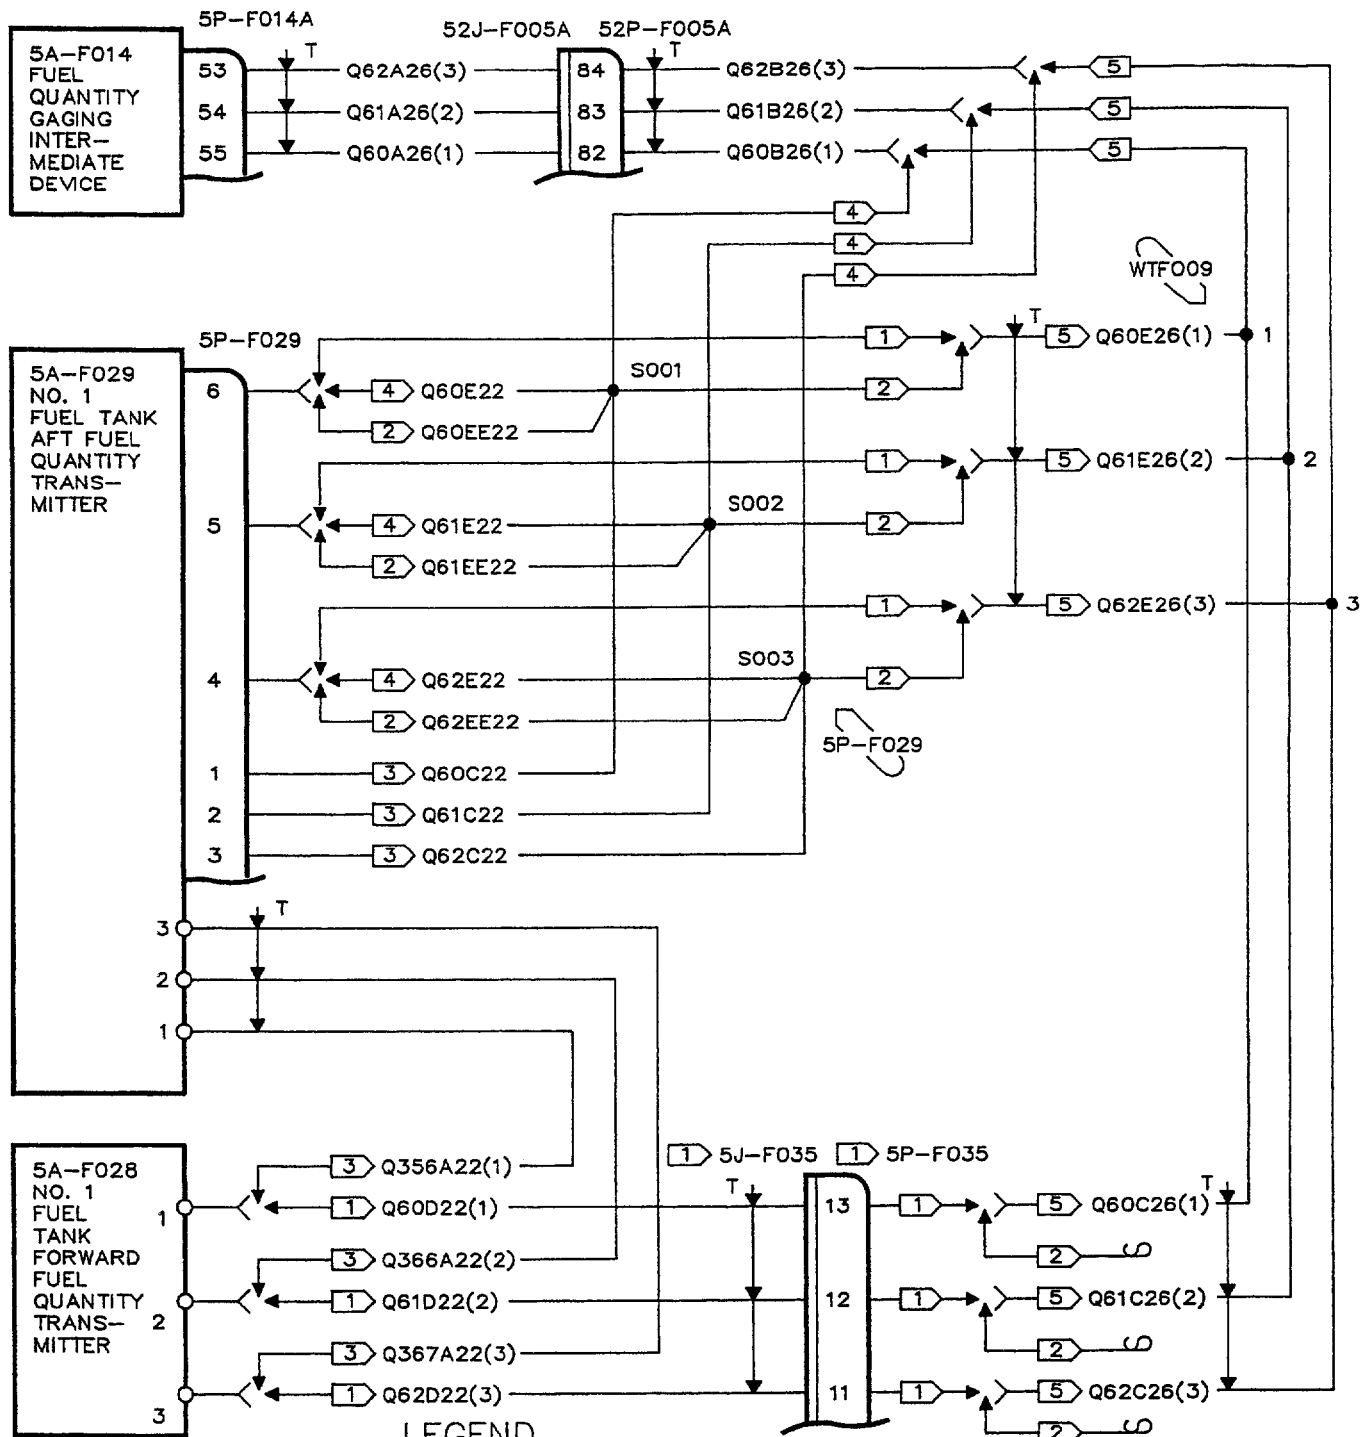 5P-F014A
52J-F005A 52P-F005A
5A-F014
FUEL
QUANTITY
GAGING
INTER-
MEDIATE
DEVICE
53 T Q62A26(3) 84 T Q62B26(3) 5
54 Q61A26(2) 83 Q61B26(2) 5
55 Q60A26(1) 82 Q60B26(1) 5
4
4
4
WTF009
5P-F029
5A-F029
NO. 1
FUEL TANK
AFT FUEL
QUANTITY
TRANS-
MITTER
1 T 5 Q60E26(1) 1
6 4 Q60E22 S001 2
2 Q60EE22
1 5 Q61E26(2) 2
5 4 Q61E22 S002 2
2 Q61EE22
1 5 Q62E26(3) 3
4 4 Q62E22 S003 2
2 Q62EE22
5P-F029
1 3 Q60C22
2 3 Q61C22
3 3 Q62C22
T
3
2
1
5A-F028
NO. 1
FUEL
TANK
FORWARD
FUEL
QUANTITY
TRANS-
MITTER
3 Q356A22(1) 1 5J-F035 1 5P-F035
1 1 Q60D22(1) T 13 1 5 Q60C26(1) T
3 Q366A22(2) 2
2 1 Q61D22(2) 12 1 5 Q61C26(2)
3 Q367A22(3) 2
3 1 Q62D22(3) 11 1 5 Q62C26(3)
2
LEGEND